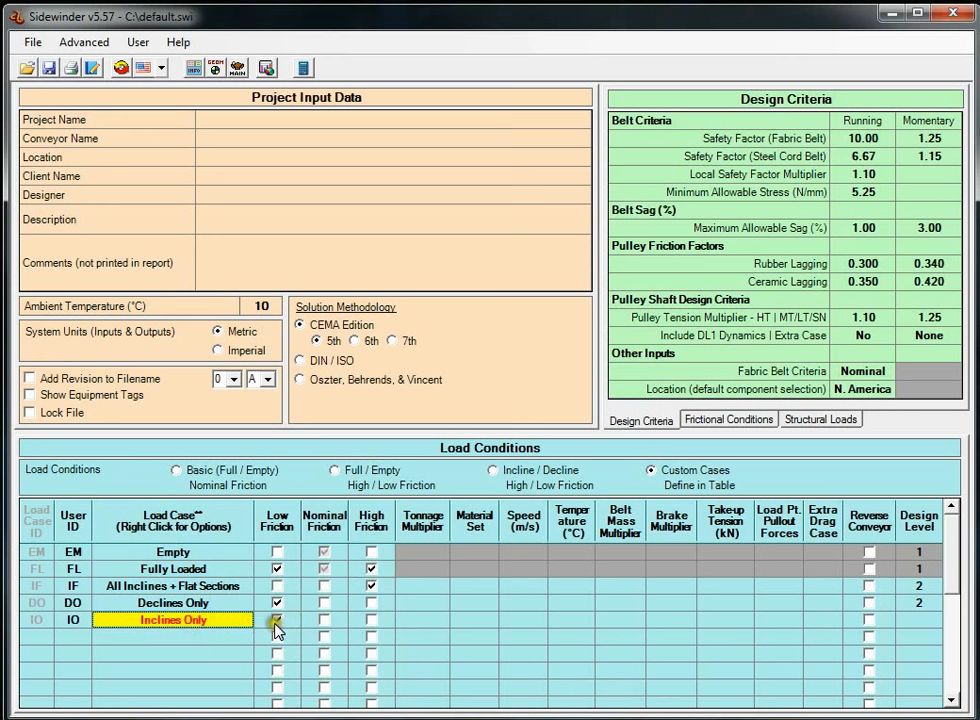 Sidewinder v5.57 - C:\default.swi
File Advanced User Help
INFO GEOM MAIN
Project Input Data
Project Name
Conveyor Name
Location
Client Name
Designer
Description
Comments (not printed in report)
Ambient Temperature (°C) 10
System Units (Inputs & Outputs) Metric
Imperial
Add Revision to Filename 0 A
Show Equipment Tags
Lock File
Solution Methodology
CEMA Edition
5th 6th 7th
DIN / ISO
Oszter, Behrends, & Vincent
Design Criteria
Belt Criteria Running Momentary
Safety Factor (Fabric Belt) 10.00 1.25
Safety Factor (Steel Cord Belt) 6.67 1.15
Local Safety Factor Multiplier 1.10
Minimum Allowable Stress (N/mm) 5.25
Belt Sag (%)
Maximum Allowable Sag (%) 1.00 3.00
Pulley Friction Factors
Rubber Lagging 0.300 0.340
Ceramic Lagging 0.350 0.420
Pulley Shaft Design Criteria
Pulley Tension Multiplier - HT | MT/LT/SN 1.10 1.25
Include DL1 Dynamics | Extra Case No None
Other Inputs
Fabric Belt Criteria Nominal
Location (default component selection) N. America
Design Criteria Frictional Conditions Structural Loads
Load Conditions
Load Conditions Basic (Full / Empty) Full / Empty Incline / Decline Custom Cases
Nominal Friction High / Low Friction High / Low Friction Define in Table
Load Case ID User ID Load Case** (Right Click for Options) Low Friction Nominal Friction High Friction Tonnage Multiplier Material Set Speed (m/s) Temper ature (°C) Belt Mass Multiplier Brake Multiplier Take-up Tension (kN) Load Pt. Pullout Forces Extra Drag Case Reverse Conveyor Design Level
EM EM Empty 1
FL FL Fully Loaded 1
IF IF All Inclines + Flat Sections 2
DO DO Declines Only 2
IO IO Inclines Only